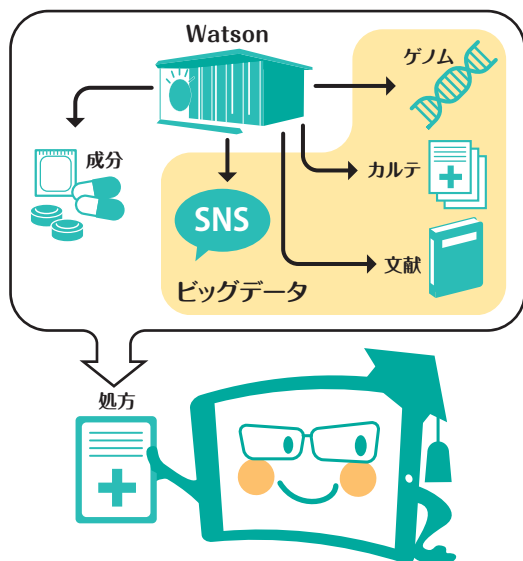 Watson
ゲノム
成分
カルテ
SNS
文献
ビッグデータ
処方